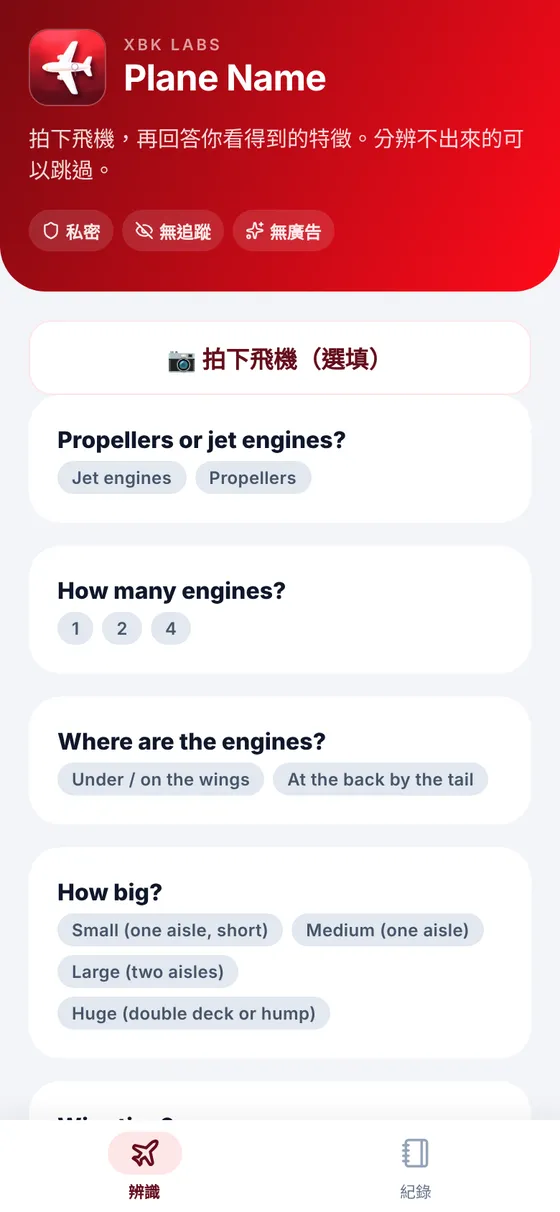 XBK LABS
Plane Name
拍下飛機，再回答你看得到的特徵。分辨不出來的可
以跳過。
私密
無追蹤
無廣告
拍下飛機（選填）
Propellers or jet engines?
Jet engines
Propellers
How many engines?
1
2
4
Where are the engines?
Under / on the wings
At the back by the tail
How big?
Small (one aisle, short)
Medium (one aisle)
Large (two aisles)
Huge (double deck or hump)
辨識
紀錄